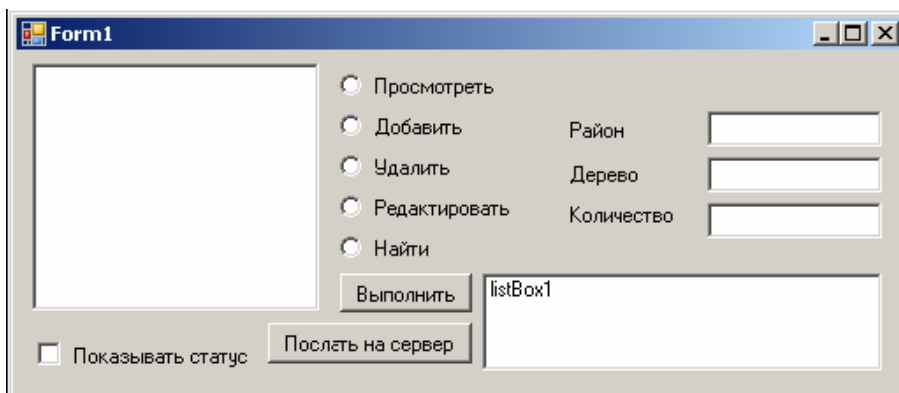 Form1
Просмотреть
Добавить
Удалить
Редактировать
Найти
Район
Дерево
Количество
Выполнить
listBox1
Послать на сервер
Показывать статус